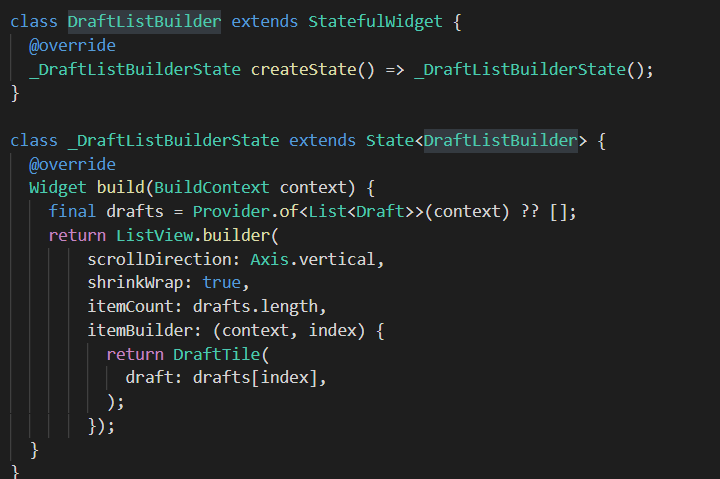 class DraftListBuilder extends StatefulWidget {
  @override
  _DraftListBuilderState createState() => _DraftListBuilderState();
}

class _DraftListBuilderState extends State<DraftListBuilder> {
  @override
  Widget build(BuildContext context) {
    final drafts = Provider.of<List<Draft>>(context) ?? [];
    return ListView.builder(
        scrollDirection: Axis.vertical,
        shrinkWrap: true,
        itemCount: drafts.length,
        itemBuilder: (context, index) {
          return DraftTile(
            draft: drafts[index],
          );
        });
  }
}